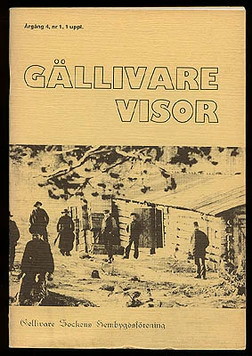 Årgång 4, nr 1, 1 uppl.
GÄLLIVARE
VISOR
Gellivare Sockens Hembygdsförening